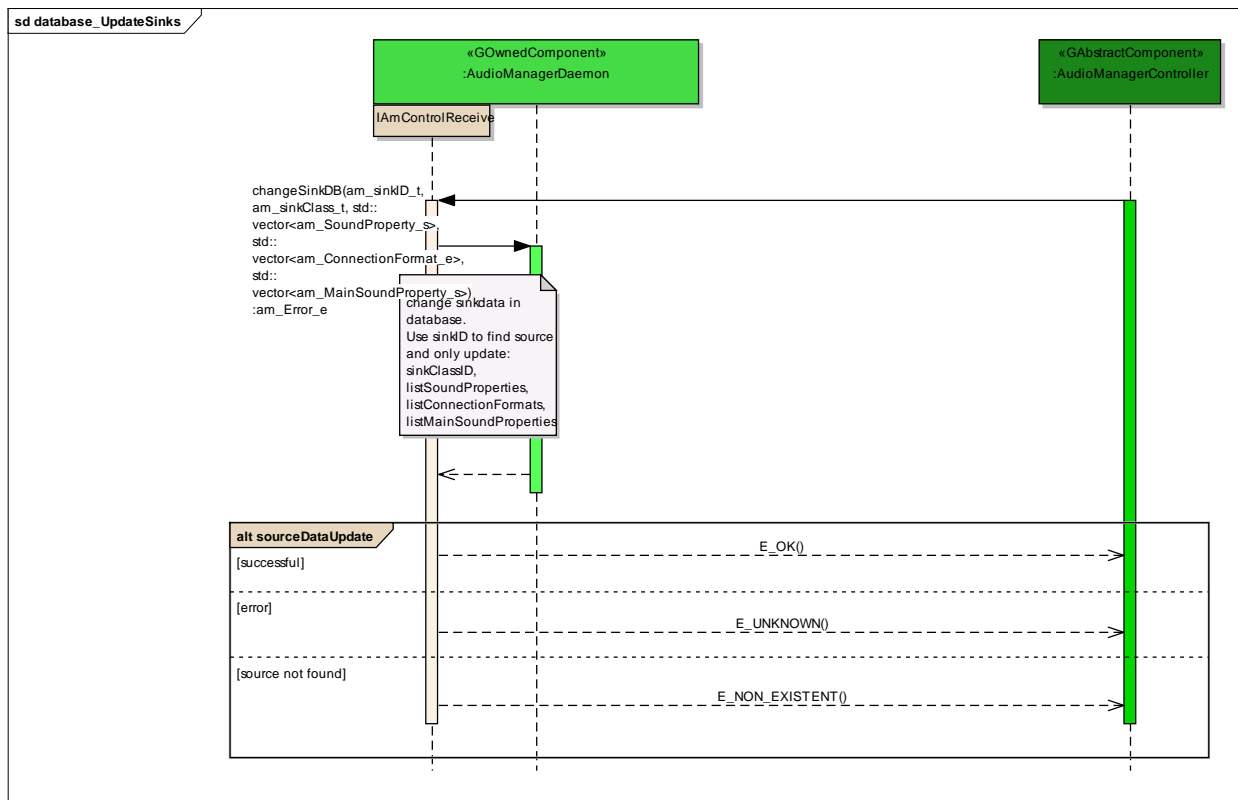 sd database_UpdateSinks
«GOwnedComponent»
:AudioManagerDaemon
«GAbstractComponent»
:AudioManagerController
IAmControlReceive
changeSinkDB(am_sinkID_t,
am_sinkClass_t, std::
vector<am_SoundProperty_s>,
std::
vector<am_ConnectionFormat_e>,
std::
vector<am_MainSoundProperty_s>)
:am_Error_e
change sinkdata in
database.
Use sinkID to find source
and only update:
sinkClassID,
listSoundProperties,
listConnectionFormats,
listMainSoundProperties
alt sourceDataUpdate
[successful]
E_OK()
[error]
E_UNKNOWN()
[source not found]
E_NON_EXISTENT()